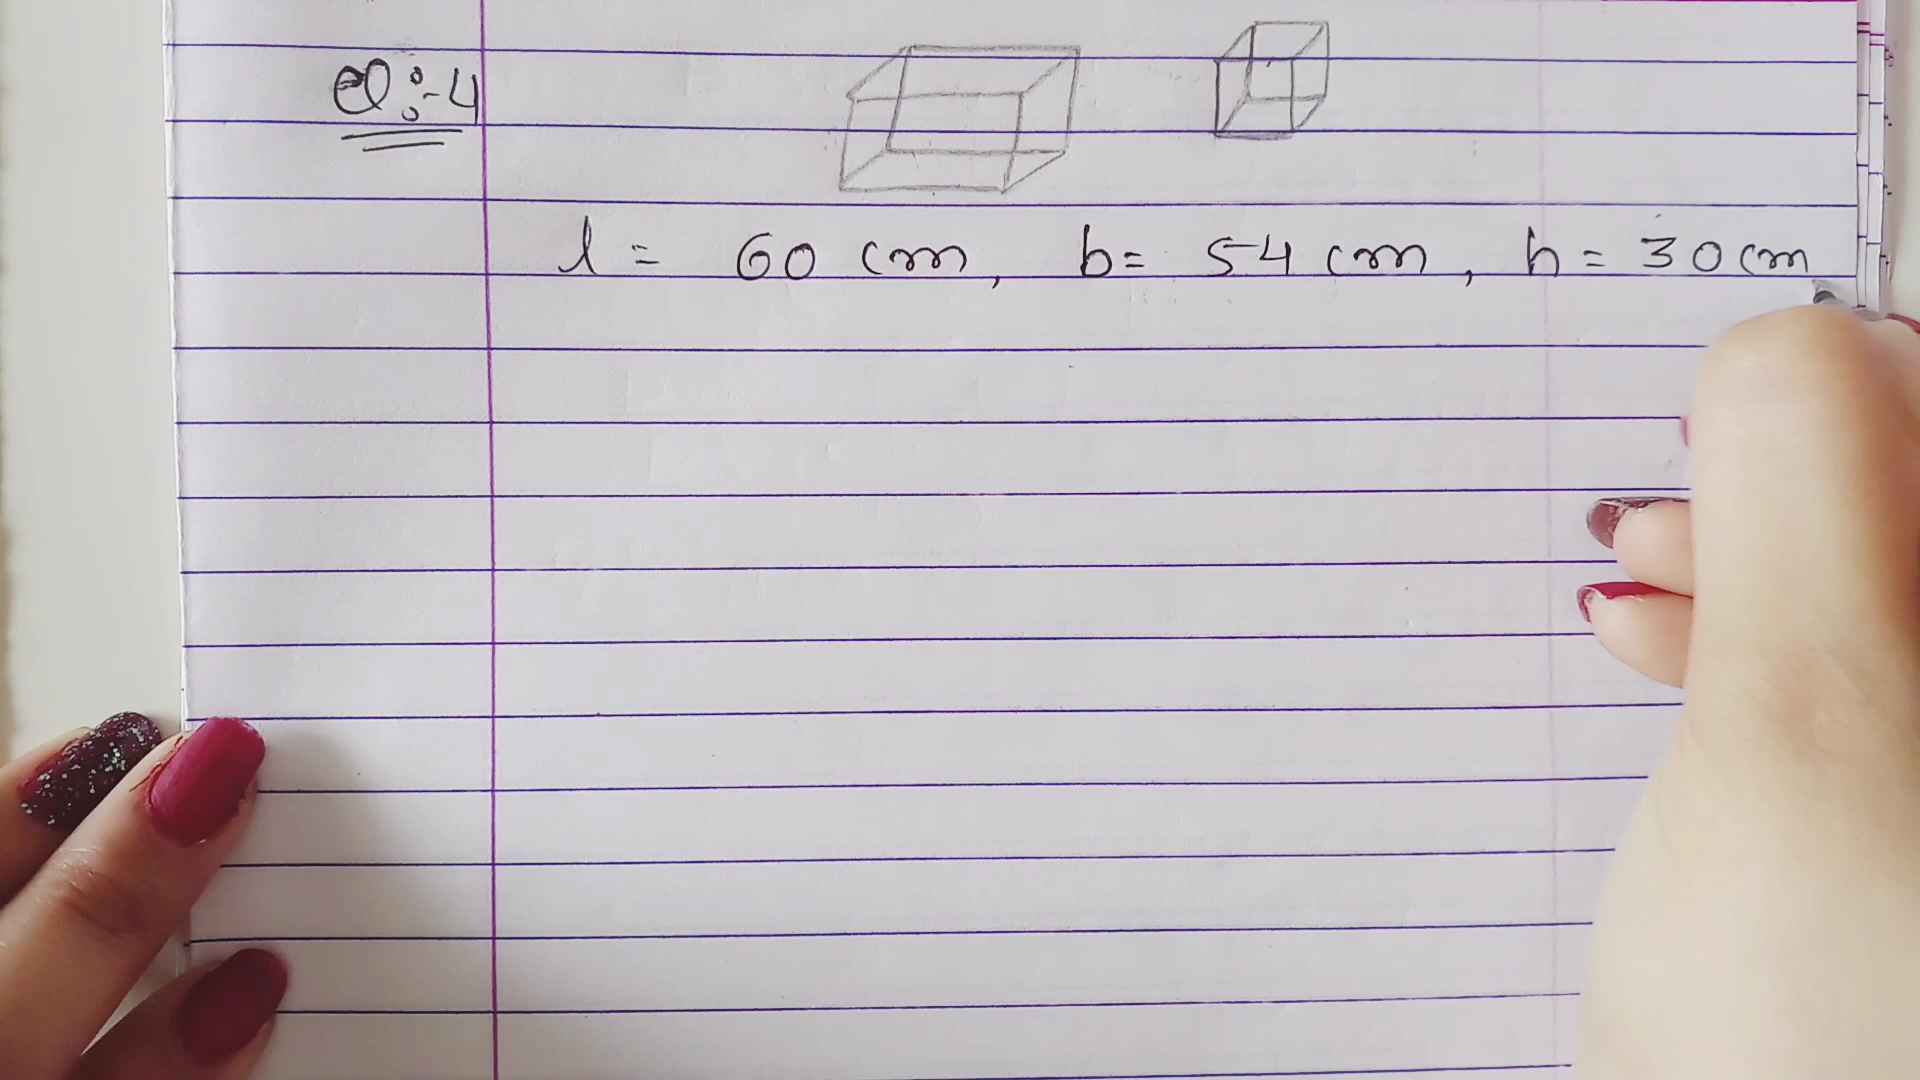 Q :- 4
l = 60 cm, b = 54 cm, h = 30 cm